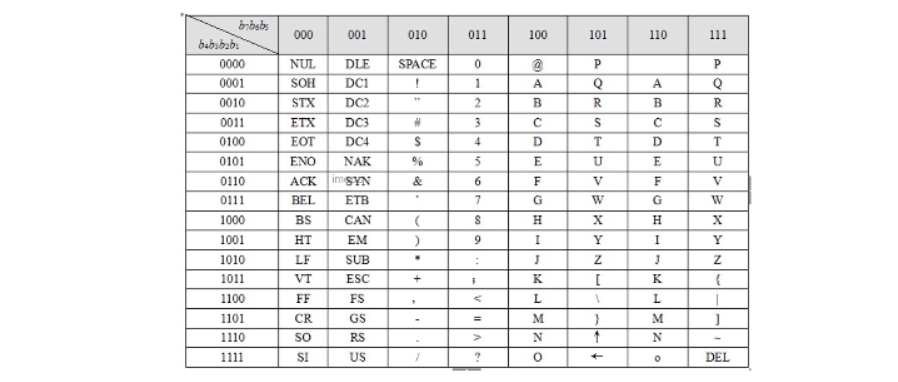 b₇b₆b₅ 000 001 010 011 100 101 110 111
b₄b₃b₂b₁
0000 NUL DLE SPACE 0 @ P P
0001 SOH DC1 ! 1 A Q A Q
0010 STX DC2 " 2 B R B R
0011 ETX DC3 # 3 C S C S
0100 EOT DC4 $ 4 D T D T
0101 ENO NAK % 5 E U E U
0110 ACK SYN & 6 F V F V
0111 BEL ETB ' 7 G W G W
1000 BS CAN ( 8 H X H X
1001 HT EM ) 9 I Y I Y
1010 LF SUB * : J Z J Z
1011 VT ESC + ; K [ K {
1100 FF FS , < L \ L |
1101 CR GS - = M } M ]
1110 SO RS . > N ↑ N ~
1111 SI US / ? O ← o DEL